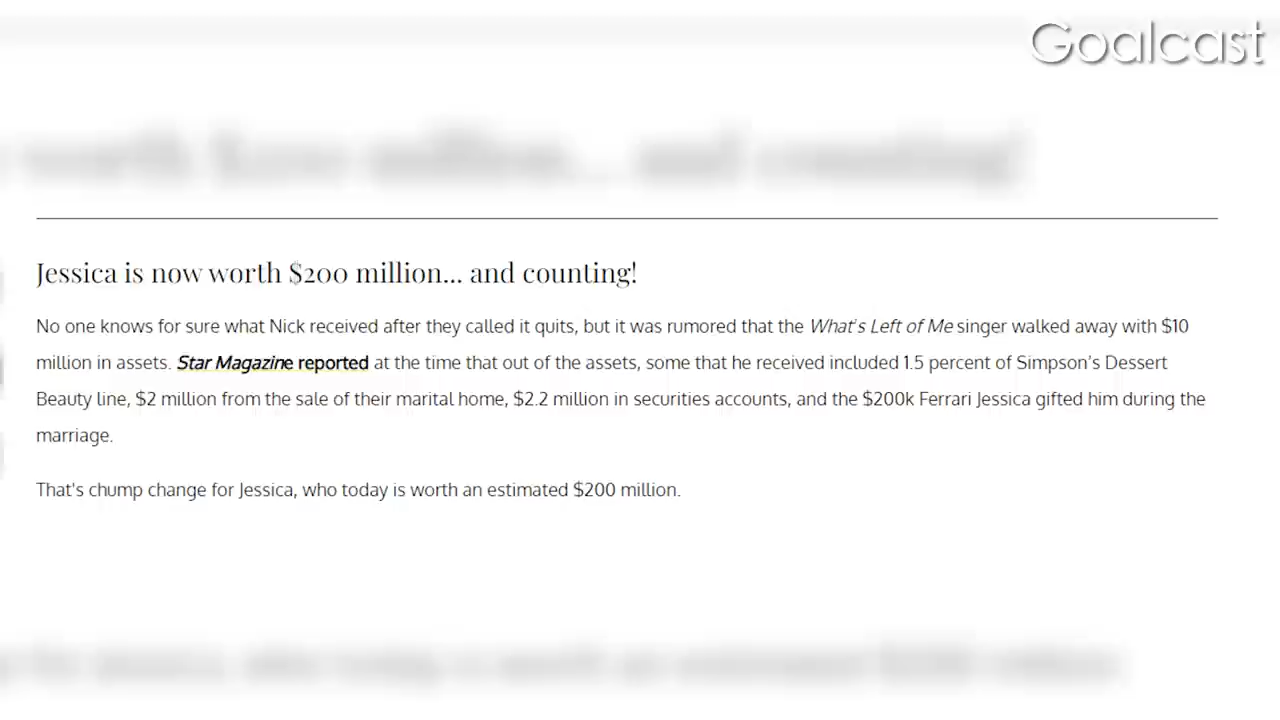 Goalcast
worth million... and counting!
Jessica is now worth $200 million... and counting!
No one knows for sure what Nick received after they called it quits, but it was rumored that the What's Left of Me singer walked away with $10
million in assets. Star Magazine reported at the time that out of the assets, some that he received included 1.5 percent of Simpson's Dessert
Beauty line, $2 million from the sale of their marital home, $2.2 million in securities accounts, and the $200k Ferrari Jessica gifted him during the
marriage.
That's chump change for Jessica, who today is worth an estimated $200 million.